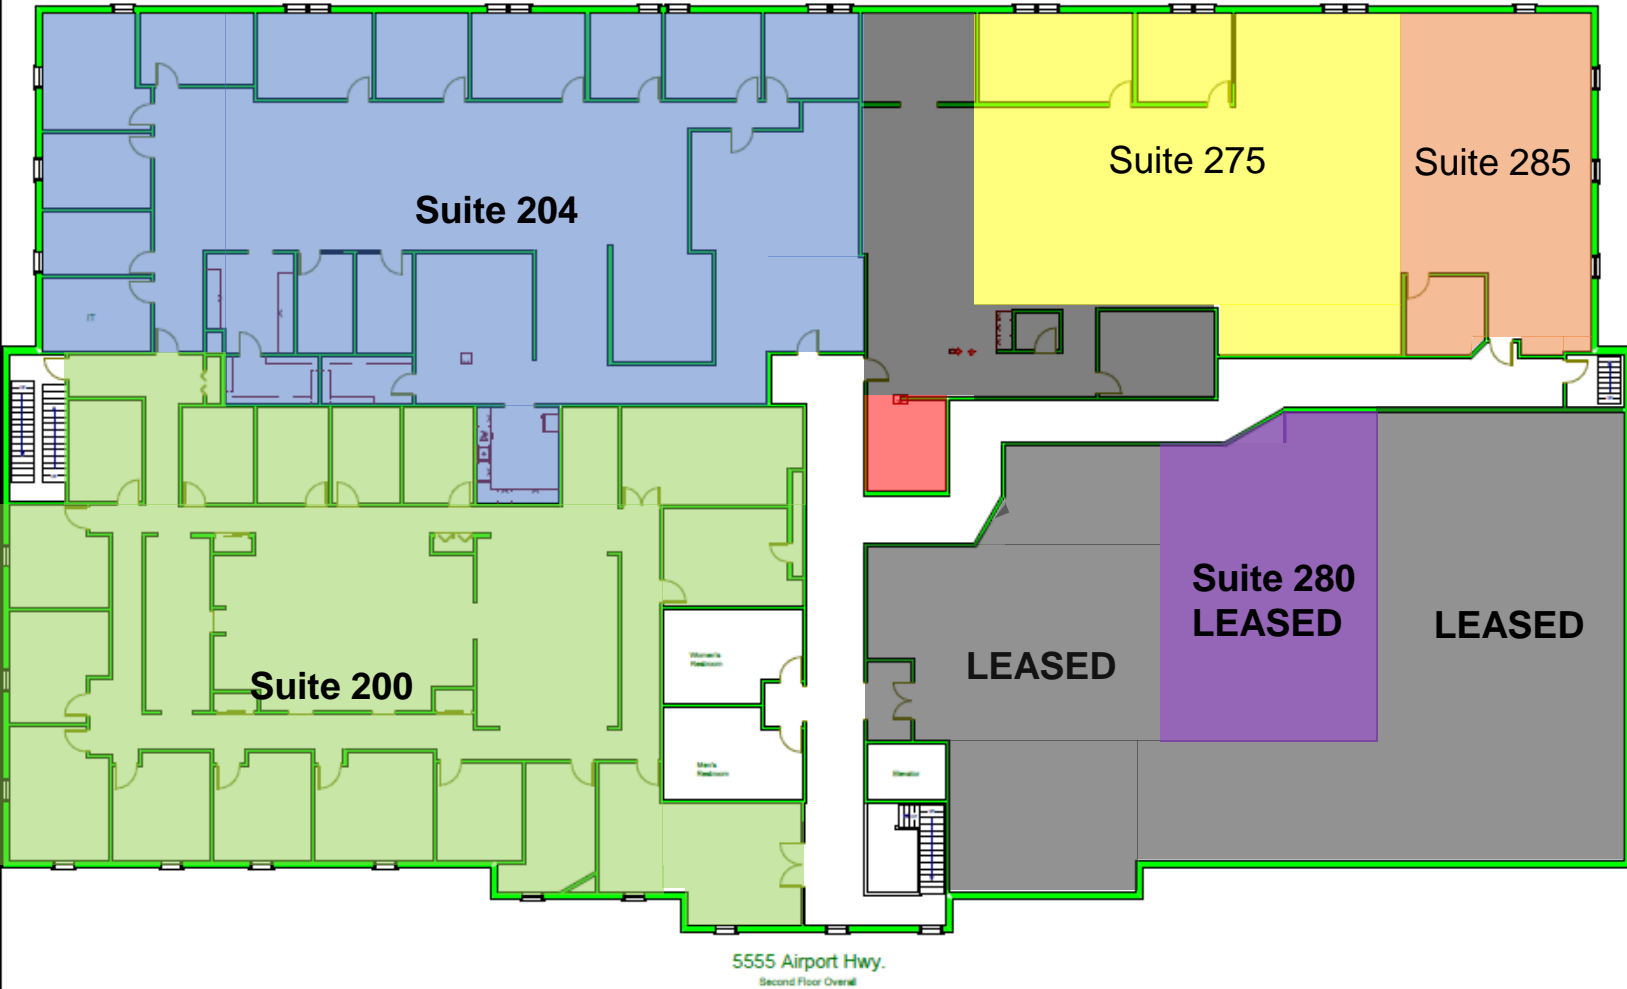 Suite 275
Suite 285
Suite 204
IT
Suite 280
LEASED
LEASED
LEASED
Suite 200
Women's
Restroom
Men's
Restroom
Elevator
5555 Airport Hwy.
Second Floor Overall